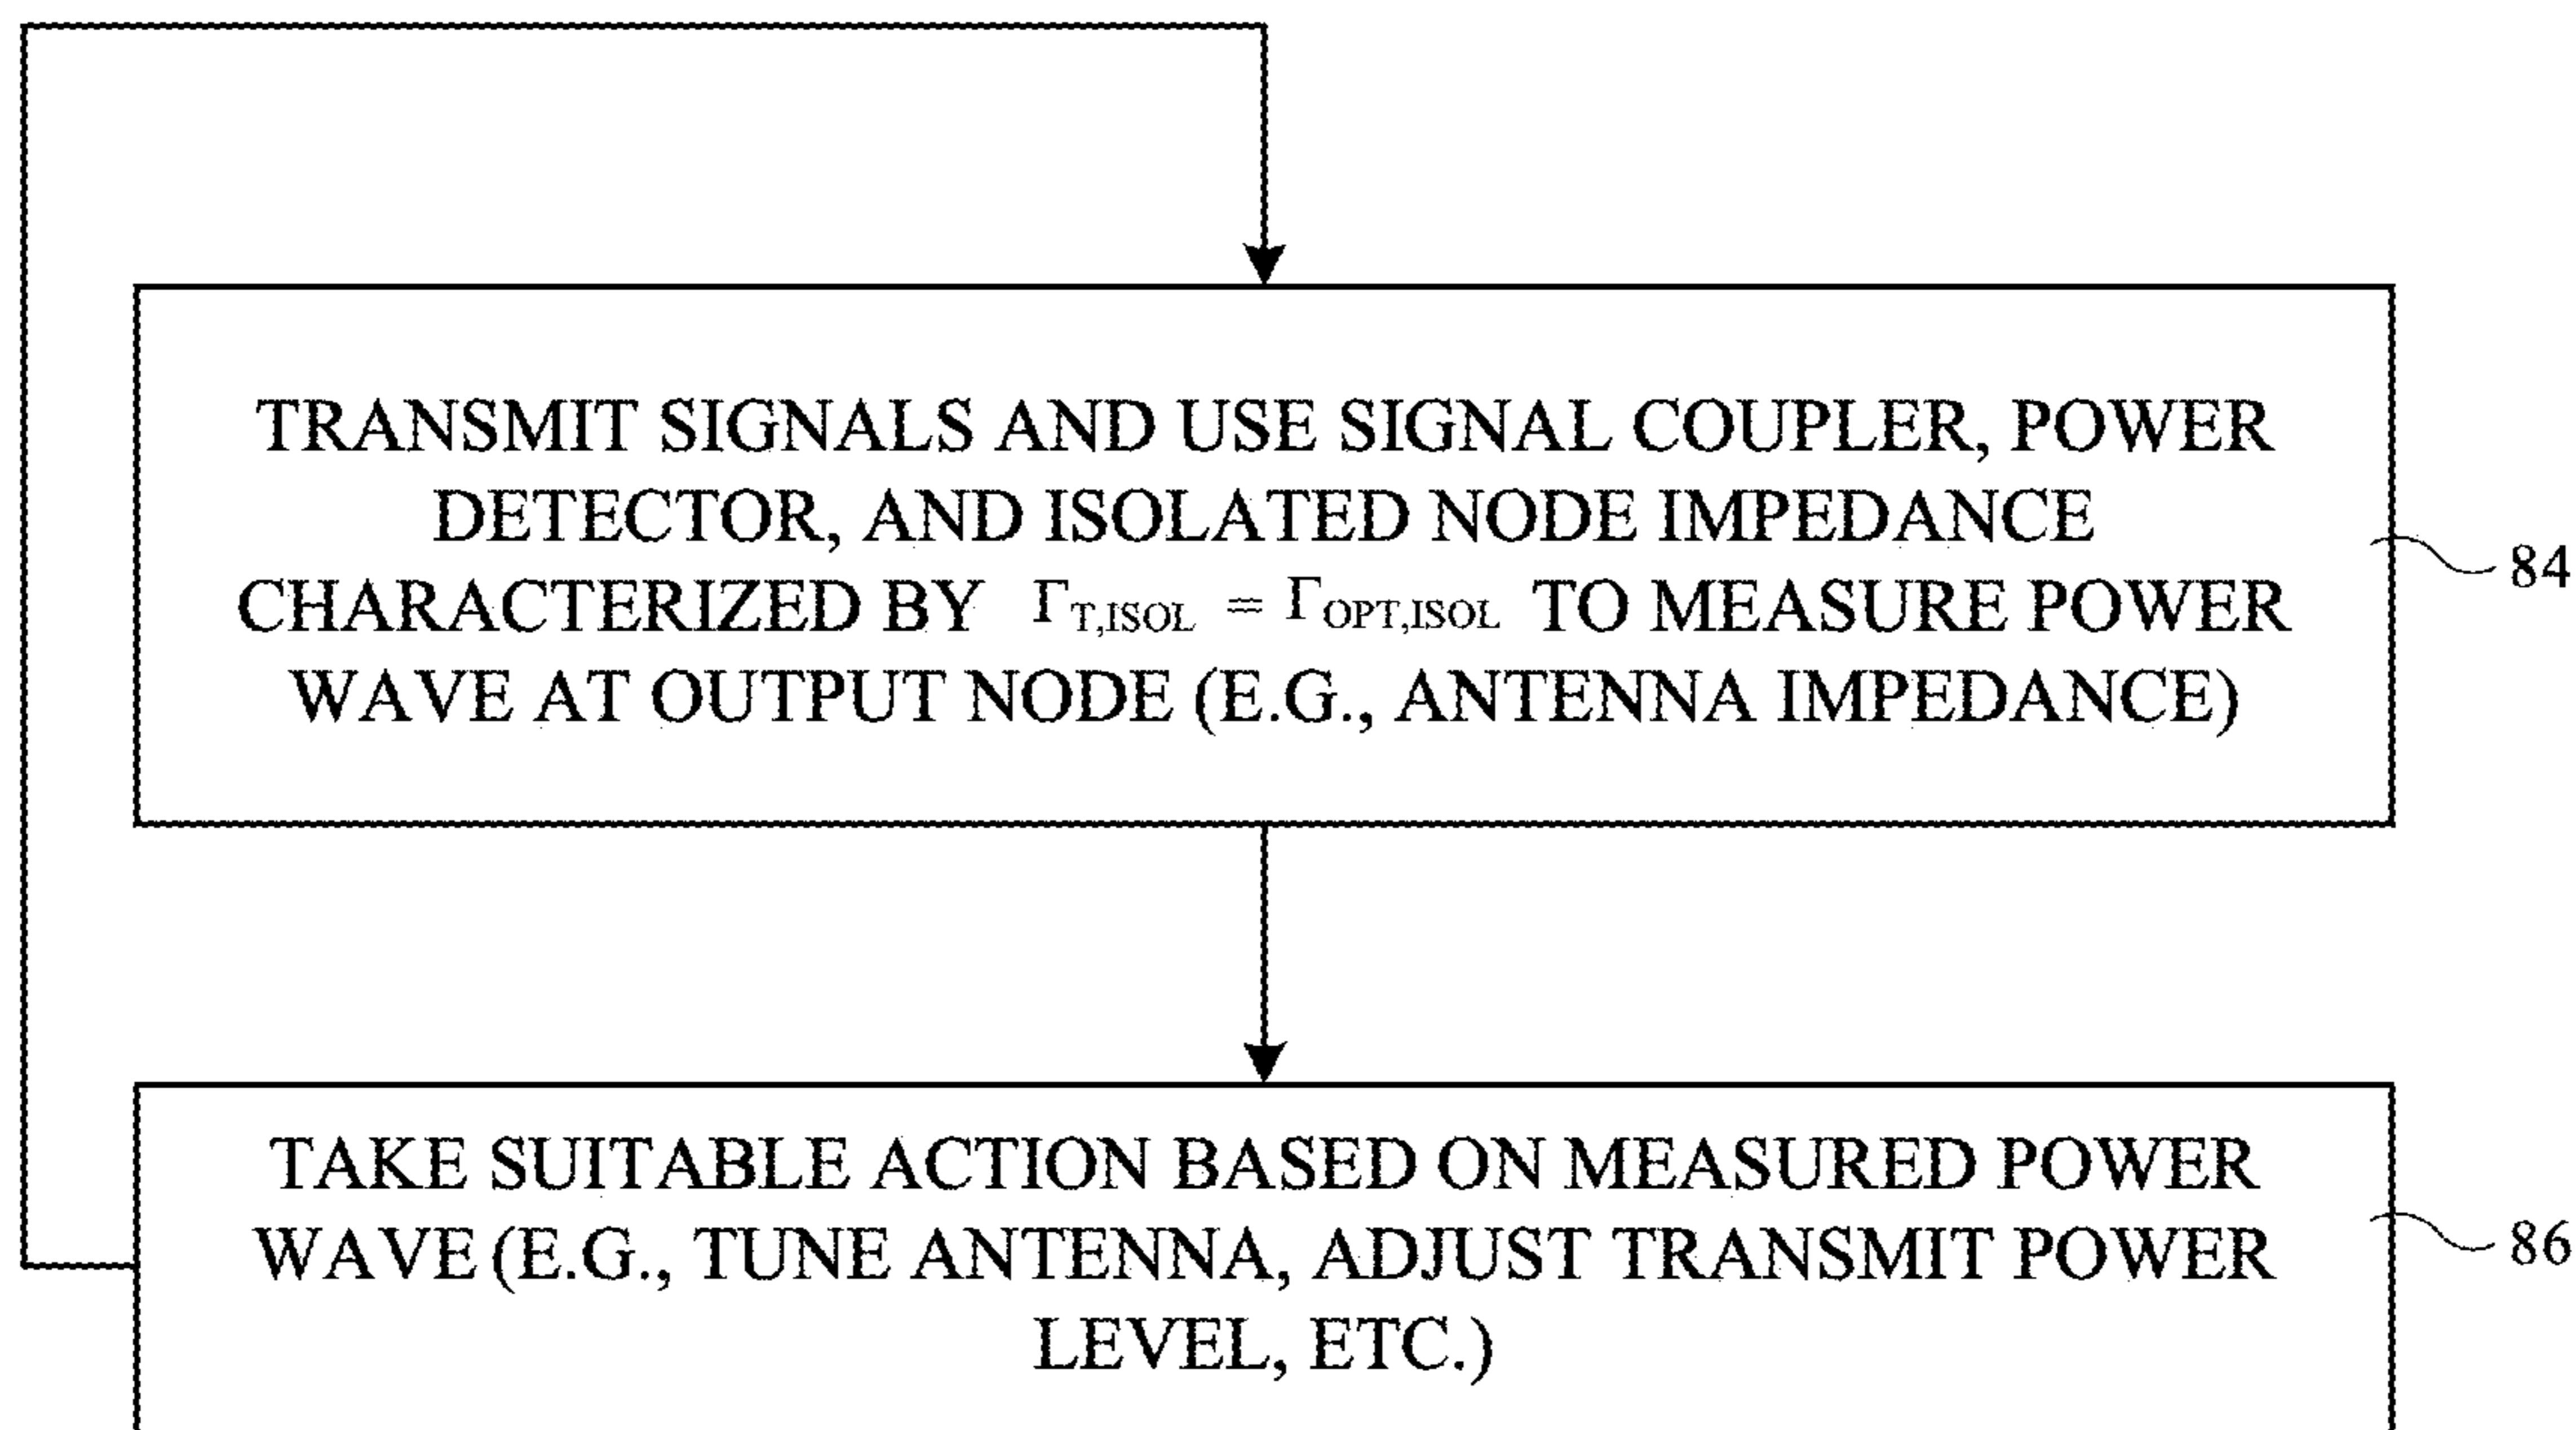 TRANSMIT SIGNALS AND USE SIGNAL COUPLER, POWER
DETECTOR, AND ISOLATED NODE IMPEDANCE
CHARACTERIZED BY Γ_T,ISOL = Γ_OPT,ISOL TO MEASURE POWER
WAVE AT OUTPUT NODE (E.G., ANTENNA IMPEDANCE)
84
TAKE SUITABLE ACTION BASED ON MEASURED POWER
WAVE (E.G., TUNE ANTENNA, ADJUST TRANSMIT POWER
LEVEL, ETC.)
86